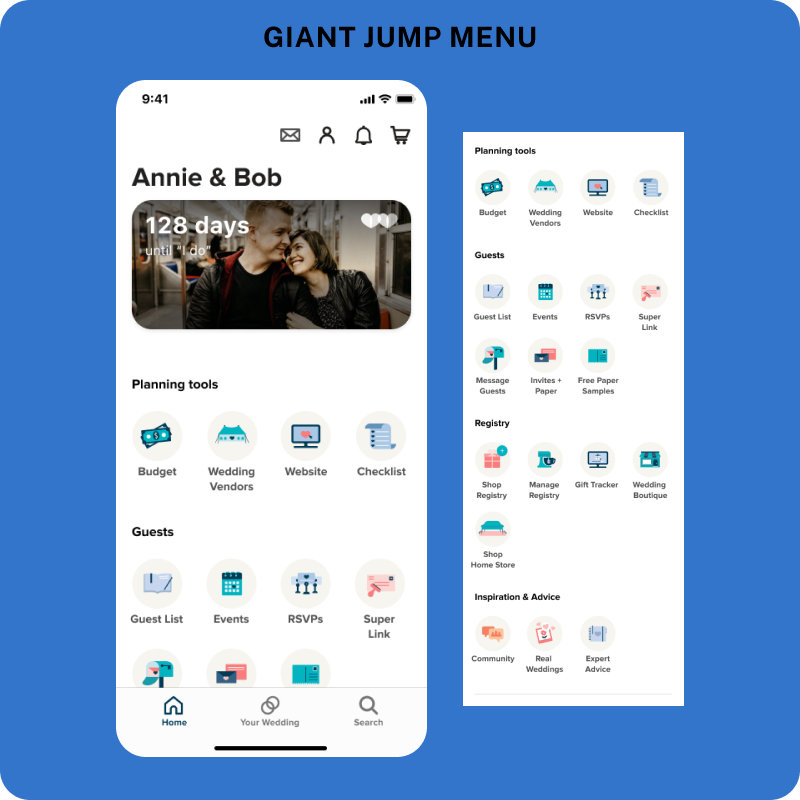 GIANT JUMP MENU
9:41
Annie & Bob
128 days
until "I do"
Planning tools
Budget
Wedding
Vendors
Website
Checklist
Guests
Guest List
Events
RSVPs
Super
Link
Home
Your Wedding
Search
Planning tools
Budget
Wedding
Vendors
Website
Checklist
Guests
Guest List
Events
RSVPs
Super
Link
Message
Guests
Invites +
Paper
Free Paper
Samples
Registry
Shop
Registry
Manage
Registry
Gift Tracker
Wedding
Boutique
Shop
Home Store
Inspiration & Advice
Community
Real
Weddings
Expert
Advice